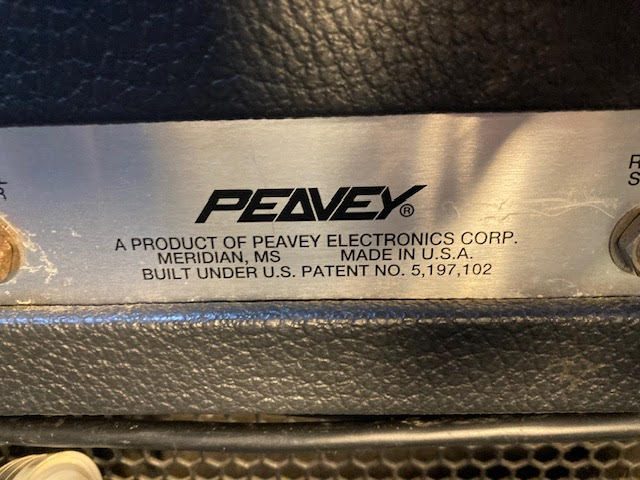 PEAVEY®
A PRODUCT OF PEAVEY ELECTRONICS CORP.
MERIDIAN, MS MADE IN U.S.A.
BUILT UNDER U.S. PATENT NO. 5,197,102